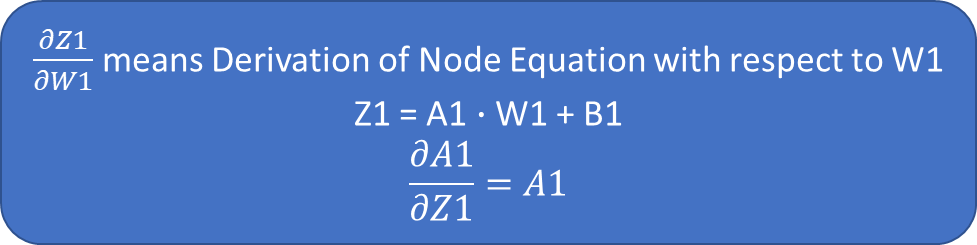 ∂Z1/∂W1 means Derivation of Node Equation with respect to W1
Z1 = A1 · W1 + B1
∂A1/∂Z1 = A1